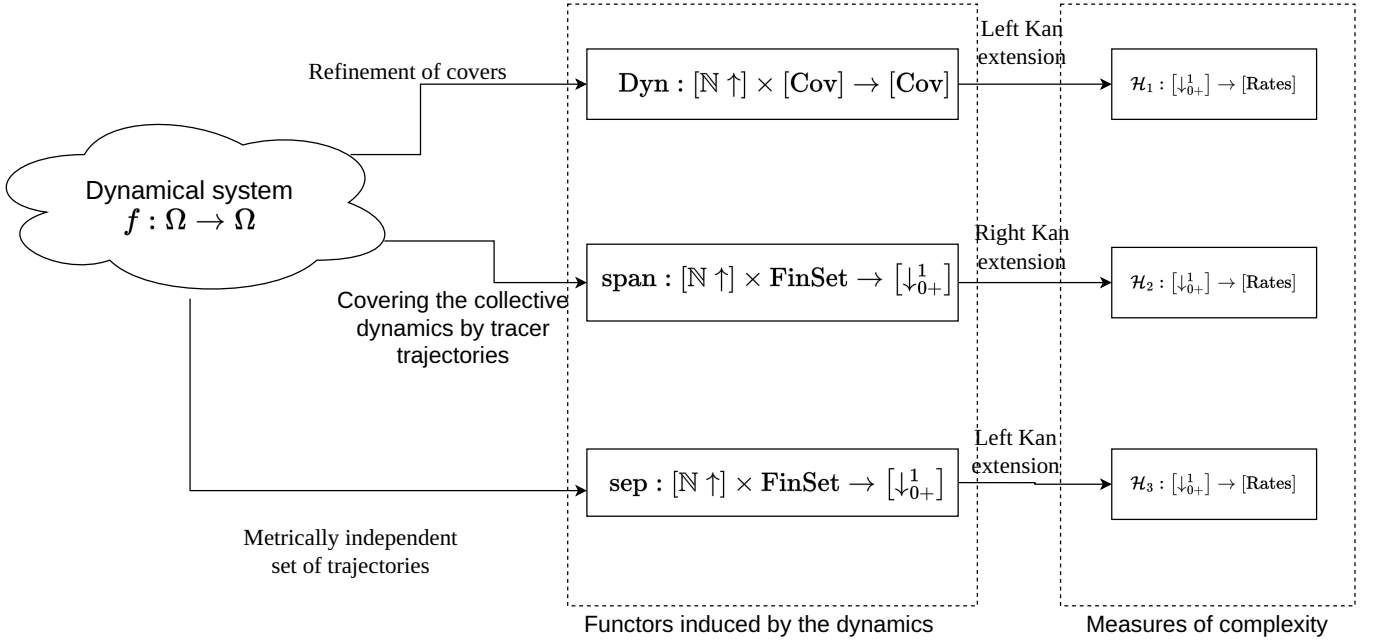 Left Kan
extension
Refinement of covers
Dyn : [ℕ ↑] × [Cov] → [Cov]
ℋ₁ : [↓¹₀₊] → [Rates]
Dynamical system
f : Ω → Ω
Right Kan
extension
span : [ℕ ↑] × FinSet → [↓¹₀₊]
ℋ₂ : [↓¹₀₊] → [Rates]
Covering the collective
dynamics by tracer
trajectories
Left Kan
extension
sep : [ℕ ↑] × FinSet → [↓¹₀₊]
ℋ₃ : [↓¹₀₊] → [Rates]
Metrically independent
set of trajectories
Functors induced by the dynamics
Measures of complexity